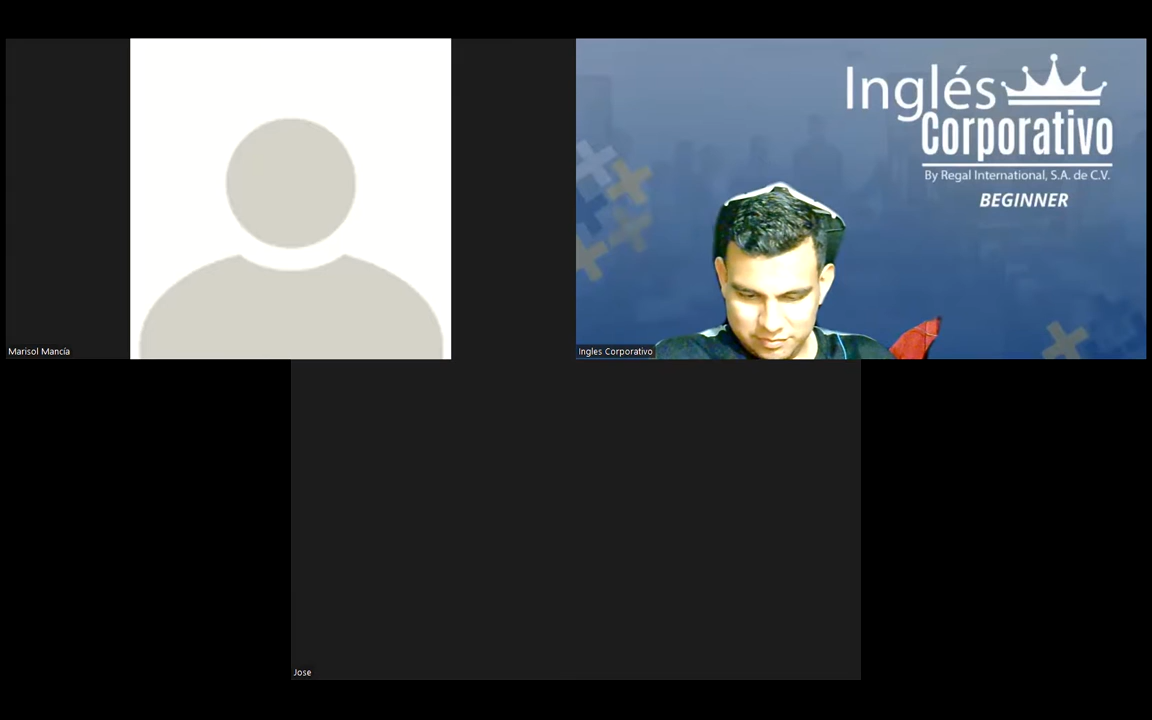 Inglés
Corporativo
By Regal International, S.A. de C.V.
BEGINNER
Marisol Mancía
Ingles Corporativo
Jose